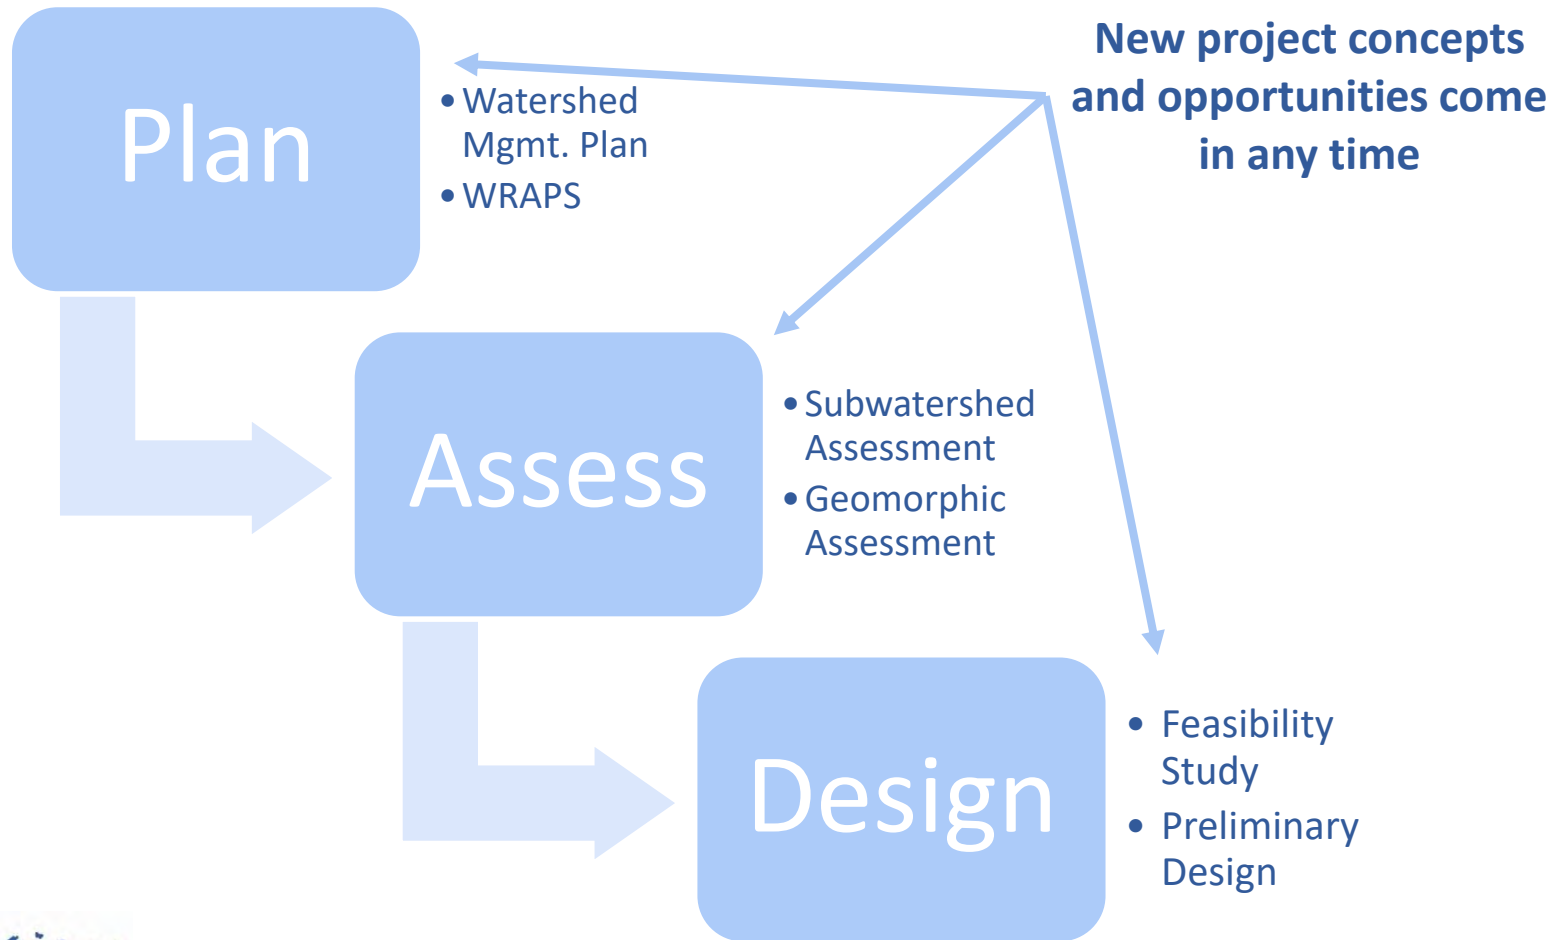 New project concepts
and opportunities come
in any time
Plan
• Watershed
Mgmt. Plan
• WRAPS
Assess
• Subwatershed
Assessment
• Geomorphic
Assessment
Design
• Feasibility
Study
• Preliminary
Design